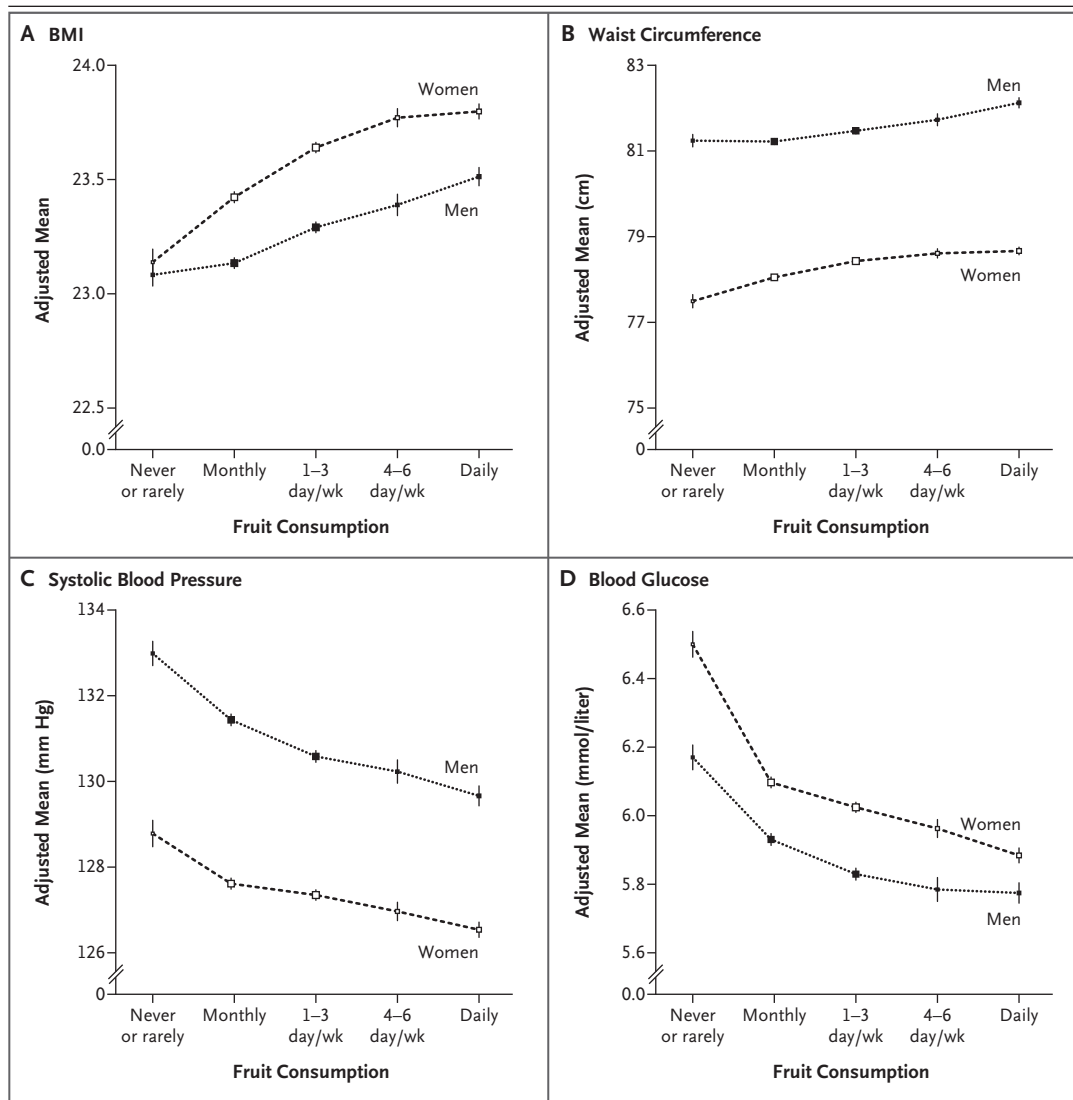 A BMI
24.0
23.5
23.0
22.5
0.0
Adjusted Mean
Women
Men
Never
or rarely
Monthly
1–3
day/wk
4–6
day/wk
Daily
Fruit Consumption
B Waist Circumference
83
81
79
77
75
0
Adjusted Mean (cm)
Men
Women
Never
or rarely
Monthly
1–3
day/wk
4–6
day/wk
Daily
Fruit Consumption
C Systolic Blood Pressure
134
132
130
128
126
0
Adjusted Mean (mm Hg)
Men
Women
Never
or rarely
Monthly
1–3
day/wk
4–6
day/wk
Daily
Fruit Consumption
D Blood Glucose
6.6
6.4
6.2
6.0
5.8
5.6
0.0
Adjusted Mean (mmol/liter)
Women
Men
Never
or rarely
Monthly
1–3
day/wk
4–6
day/wk
Daily
Fruit Consumption